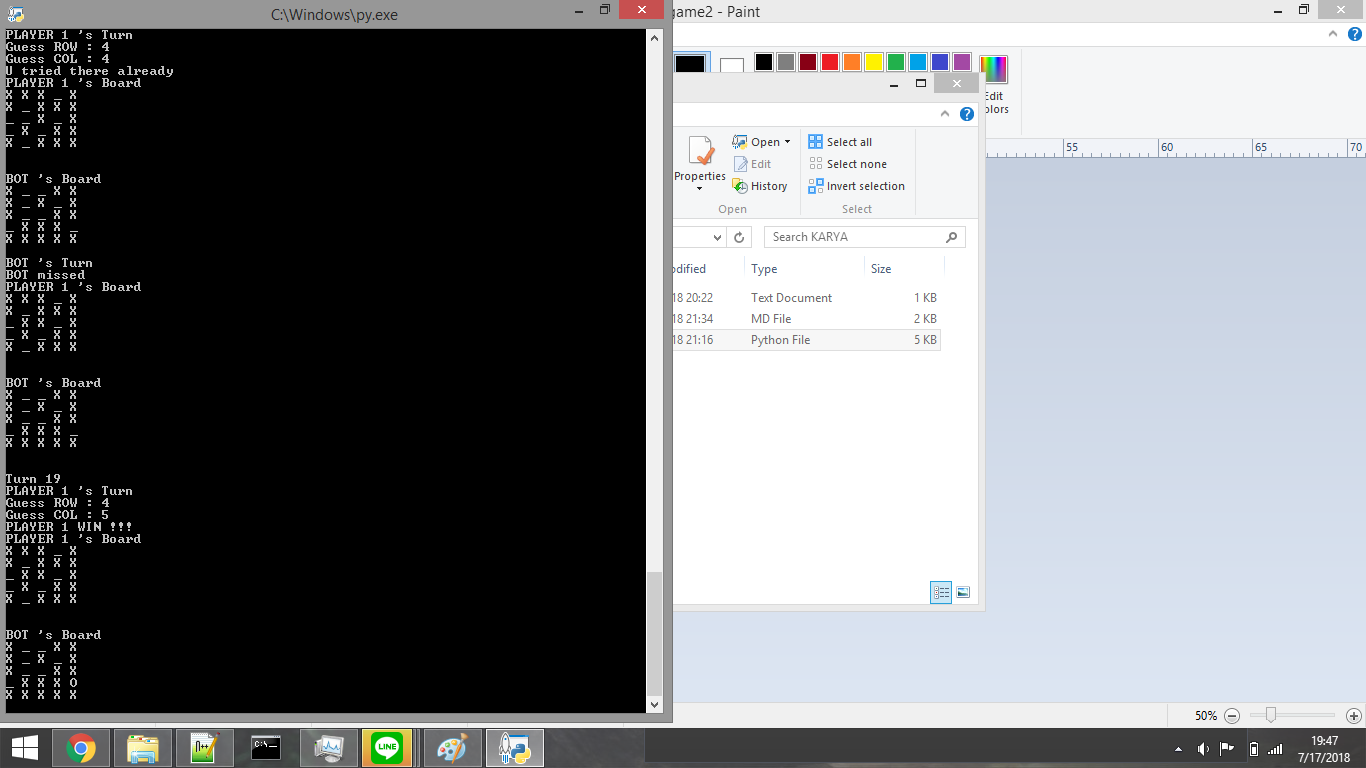 C:\Windows\py.exe
PLAYER 1 's Turn
Guess ROW : 4
Guess COL : 4
U tried there already
PLAYER 1 's Board
X X X _ X
X _ X X X
_ _ X _ X
_ X _ X X
X _ X X X
BOT 's Board
X _ _ X X
X _ X _ X
X _ _ X X
_ X X X _
X X X X X
BOT 's Turn
BOT missed
PLAYER 1 's Board
X X X _ X
X _ X X X
_ X X _ X
_ X _ X X
X _ X X X
BOT 's Board
X _ _ X X
X _ X _ X
X _ _ X X
_ X X X _
X X X X X
Turn 19
PLAYER 1 's Turn
Guess ROW : 4
Guess COL : 5
PLAYER 1 WIN !!!
PLAYER 1 's Board
X X X _ X
X _ X X X
_ X X _ X
_ X _ X X
X _ X X X
BOT 's Board
X _ _ X X
X _ X _ X
X _ _ X X
_ X X X O
X X X X X
game2 - Paint
Edit
olors
55 60 65 70
Properties
Open
Edit
History
Open
Select all
Select none
Invert selection
Select
Search KARYA
odified Type Size
18 20:22 Text Document 1 KB
18 21:34 MD File 2 KB
18 21:16 Python File 5 KB
50%
LINE
19:47
7/17/2018